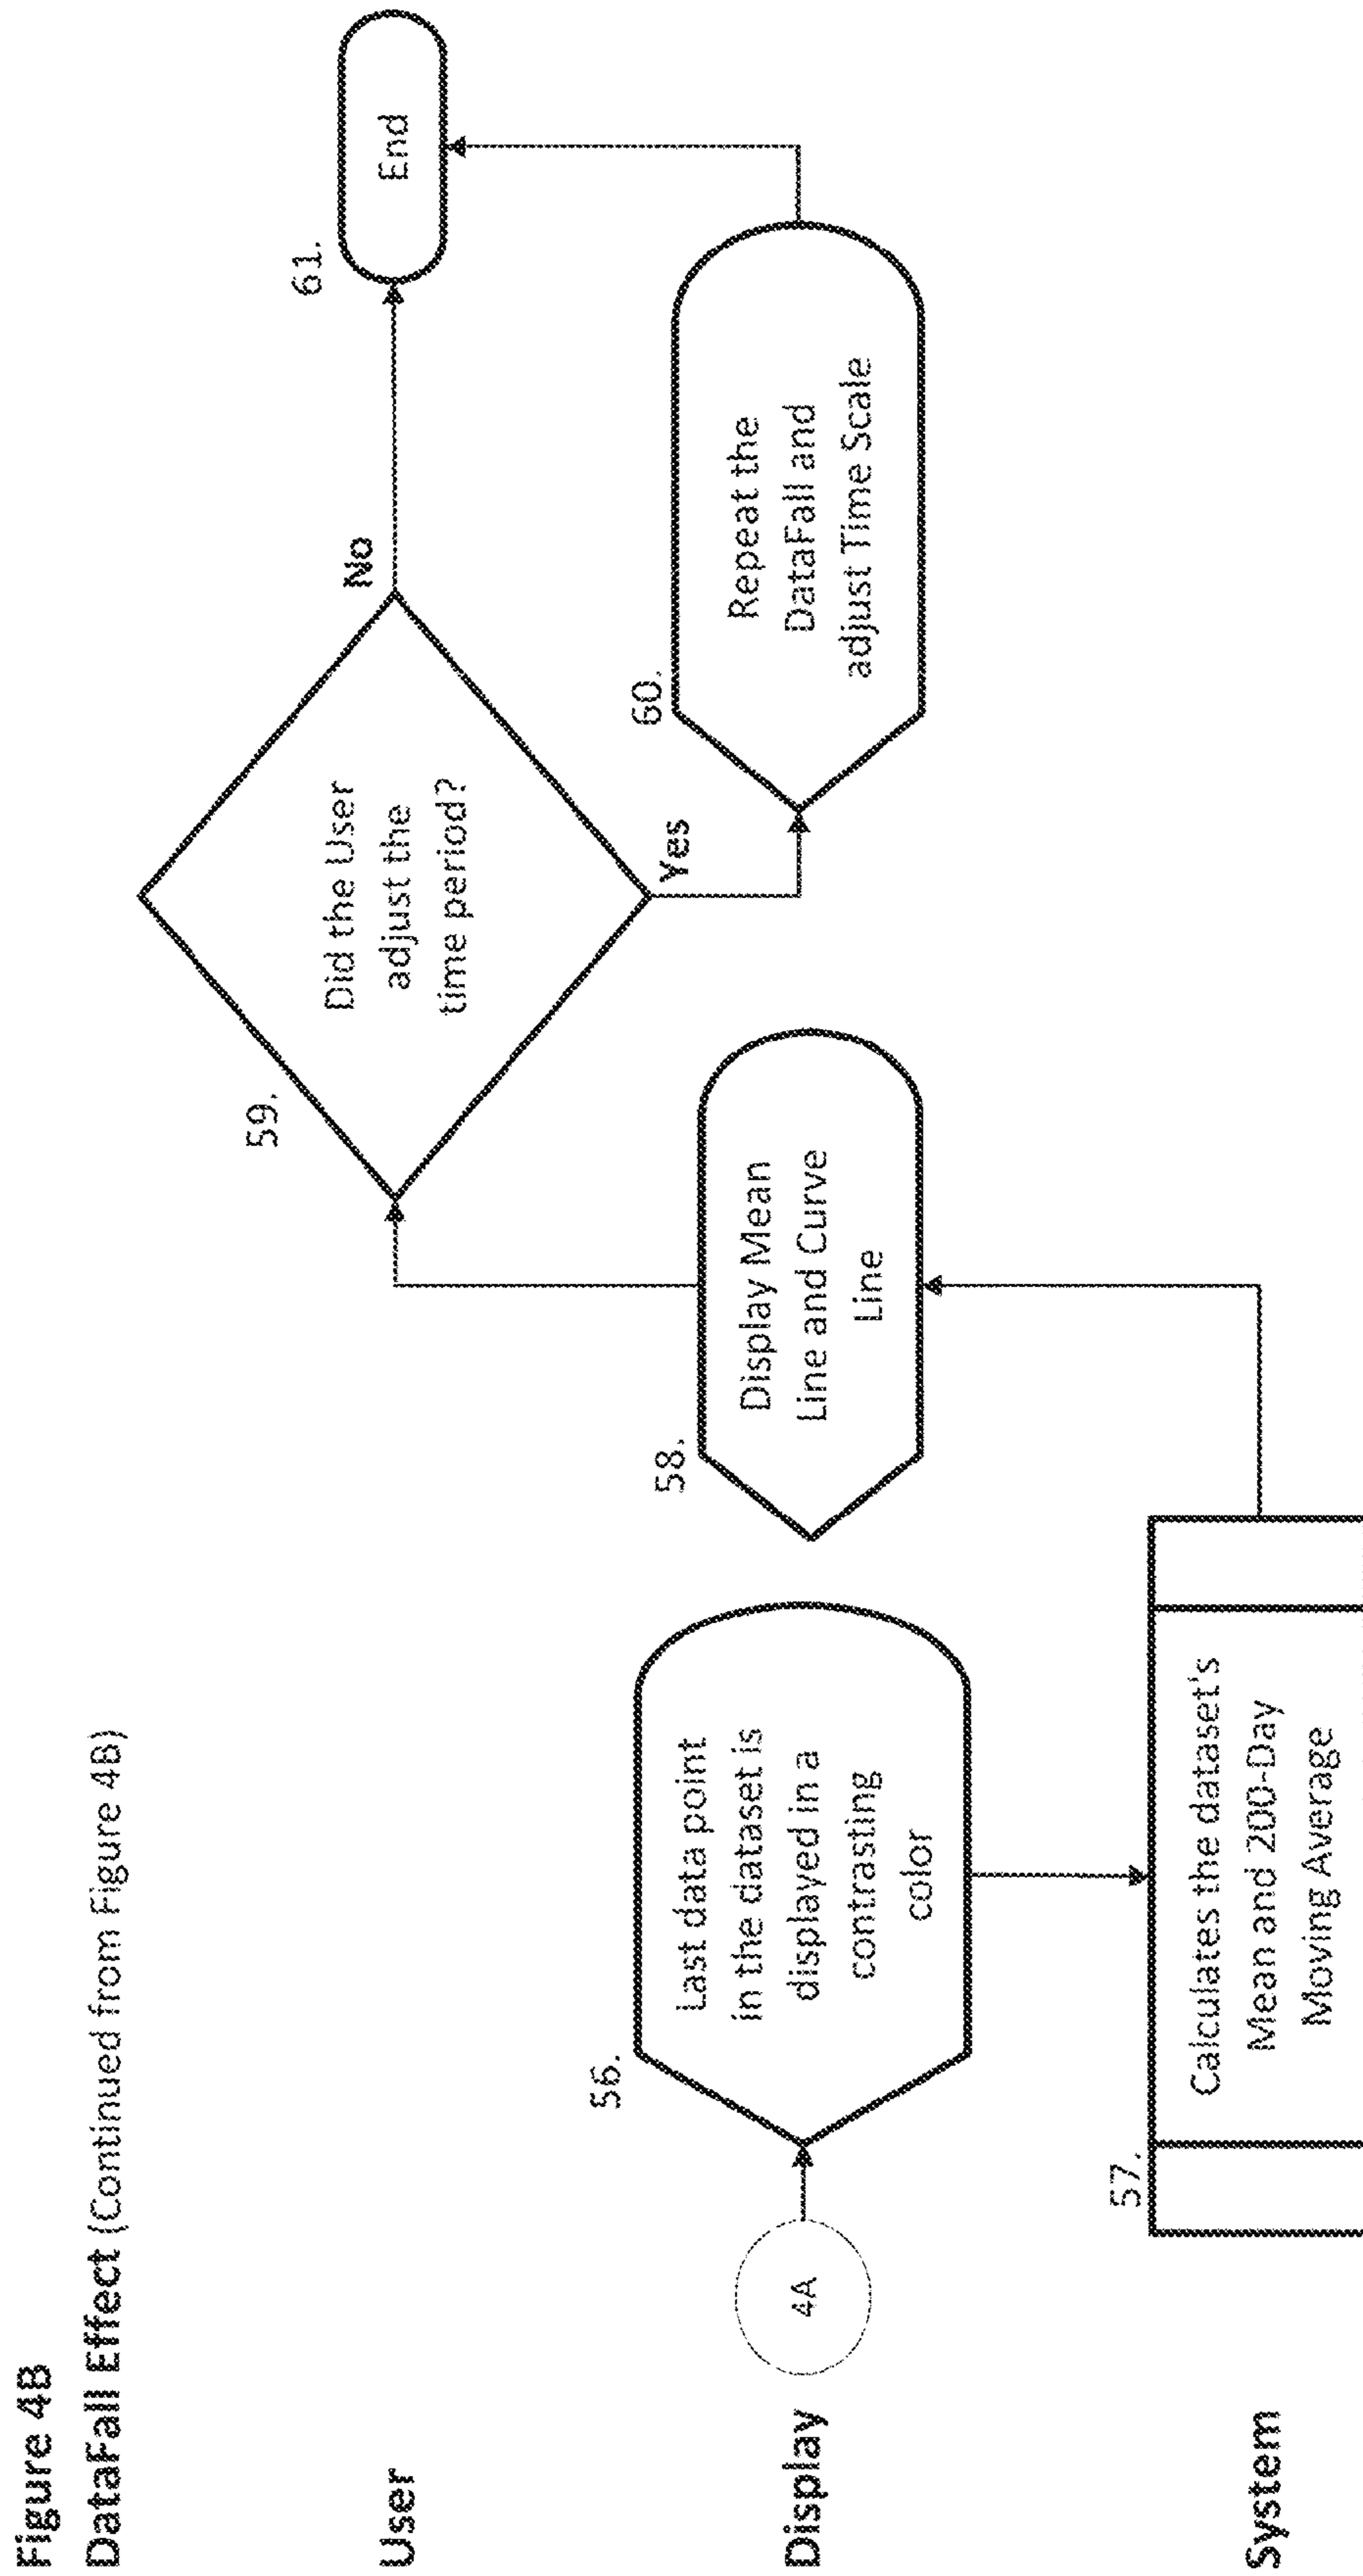 Figure 4B
DataFall Effect (Continued from Figure 4B)
User
59.
Did the User
adjust the
time period?
No
Yes
61.
End
Display
4A
56.
Last data point
in the dataset is
displayed in a
contrasting
color
58.
Display Mean
Line and Curve
Line
60.
Repeat the
DataFall and
adjust Time Scale
System
57.
Calculates the dataset's
Mean and 200-Day
Moving Average